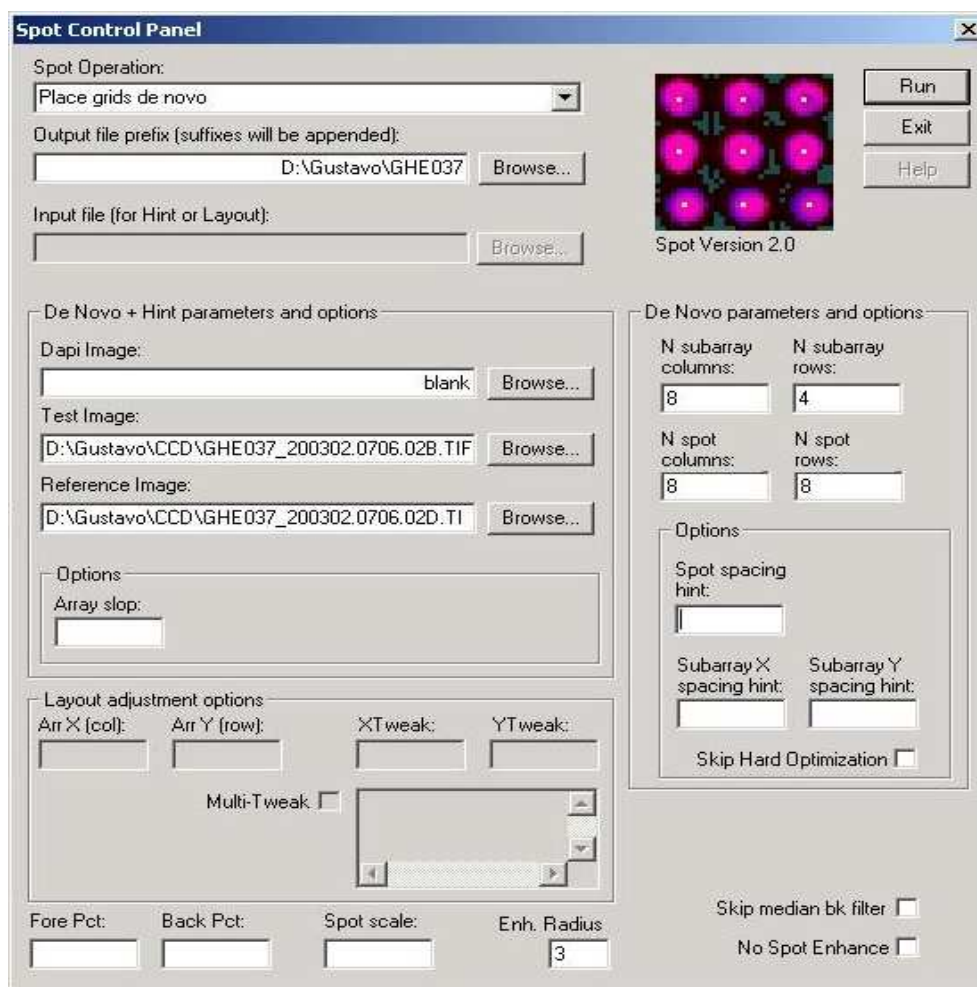 Spot Control Panel
Spot Operation:
Place grids de novo
Run
Output file prefix (suffixes will be appended):
Exit
D:\Gustavo\GHE037
Browse...
Help
Input file (for Hint or Layout):
Browse...
Spot Version 2.0
De Novo + Hint parameters and options
Dapi Image:
blank
Browse...
Test Image:
D:\Gustavo\CCD\GHE037_200302.0706.02B.TIF
Browse...
Reference Image:
D:\Gustavo\CCD\GHE037_200302.0706.02D.TI
Browse...
Options
Array slop:
De Novo parameters and options
N subarray columns:
N subarray rows:
8
4
N spot columns:
N spot rows:
8
8
Options
Spot spacing hint:
Subarray X spacing hint:
Subarray Y spacing hint:
Skip Hard Optimization
Layout adjustment options
Arr X (col):
Arr Y (row):
XTweak:
YTweak:
Multi-Tweak
Fore Pct:
Back Pct:
Spot scale:
Enh. Radius
3
Skip median bk filter
No Spot Enhance